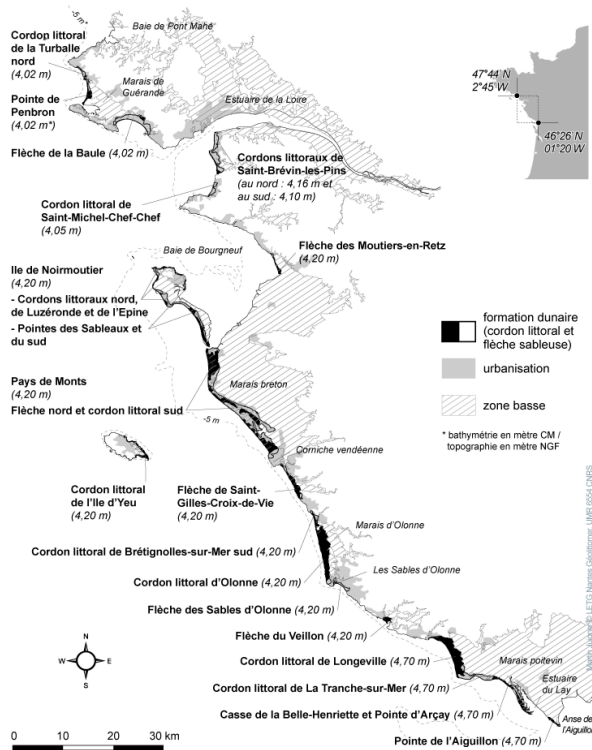 -5 m*
Baie de Pont Mahé
Cordop littoral
de la Turballe
nord
(4,02 m)
Marais de
Guérande
Pointe de
Penbron
(4,02 m*)
Estuaire de la Loire
Flèche de la Baule (4,02 m)
Cordons littoraux de
Saint-Brévin-les-Pins
(au nord : 4,16 m et
au sud : 4,10 m)
Cordon littoral de
Saint-Michel-Chef-Chef
(4,05 m)
47°44' N
2°45' W
46°26 N
01°20 W
Baie de Bourgneuf
Flèche des Moutiers-en-Retz
(4,20 m)
Ile de Noirmoutier
(4,20 m)
- Cordons littoraux nord,
de Luzéronde et de l'Epine
- Pointes des Sableaux et
du sud
formation dunaire
(cordon littoral et
flèche sableuse)
urbanisation
zone basse
* bathymétrie en mètre CM /
topographie en mètre NGF
Pays de Monts
(4,20 m)
Flèche nord et cordon littoral sud
Marais breton
-5 m
Corniche vendéenne
Cordon littoral
de l'Ile d'Yeu
(4,20 m)
Flèche de Saint-
Gilles-Croix-de-Vie
(4,20 m)
Marais d'Olonne
Cordon littoral de Brétignolles-sur-Mer sud (4,20 m)
Les Sables d'Olonne
Cordon littoral d'Olonne (4,20 m)
Flèche des Sables d'Olonne (4,20 m)
Flèche du Veillon (4,20 m)
Cordon littoral de Longeville (4,70 m)
Marais poitevin
Cordon littoral de La Tranche-sur-Mer (4,70 m)
Estuaire
du Lay
Casse de la Belle-Henriette et Pointe d'Arçay (4,70 m)
Anse de
l'Aiguillon
Pointe de l'Aiguillon (4,70 m)
N
W
E
S
0 10 20 30 km
LETG Nantes Géolittomer, UMR 6554 CNRS